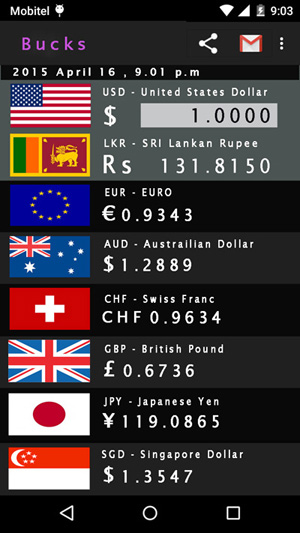 Mobitel 9:03
Bucks
2015 April 16 , 9.01 p.m
USD - United States Dollar
$ 1.0000
LKR - SRI Lankan Rupee
Rs 131.8150
EUR - EURO
€ 0.9343
AUD - Austrailian Dollar
$ 1.2889
CHF - Swiss Franc
CHF 0.9634
GBP - British Pound
£ 0.6736
JPY - Japanese Yen
¥ 119.0865
SGD - Singapore Dollar
$ 1.3547